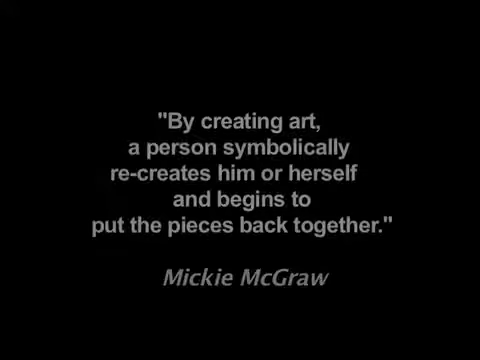 "By creating art,
a person symbolically
re-creates him or herself
and begins to
put the pieces back together."
Mickie McGraw